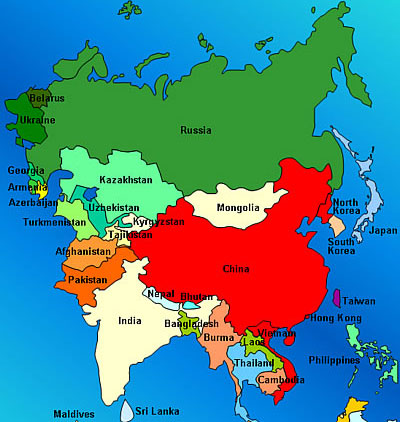 Belarus
Ukraine
Russia
Georgia
Armenia
Azerbaijan
Kazakhstan
Uzbekistan
Turkmenistan
Kyrgyzstan
Tajikistan
Mongolia
North
Korea
South
Korea
Japan
Afghanistan
Pakistan
China
Nepal
Bhutan
India
Bangladesh
Burma
Taiwan
Hong Kong
Vietnam
Laos
Thailand
Cambodia
Philippines
Maldives
Sri Lanka